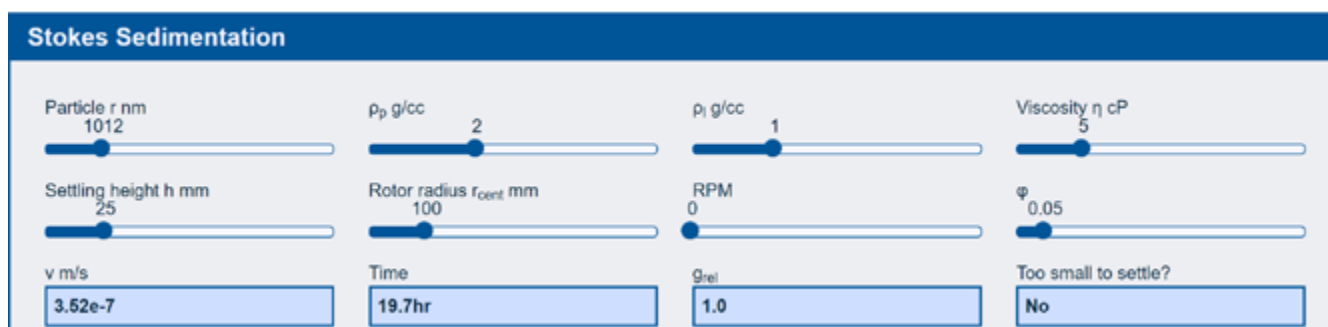 Stokes Sedimentation
Particle r nm ρp g/cc ρl g/cc Viscosity η cP
1012 2 1 5
Settling height h mm Rotor radius rcent mm RPM φ
25 100 0 0.05
v m/s Time grel Too small to settle?
3.52e-7 19.7hr 1.0 No